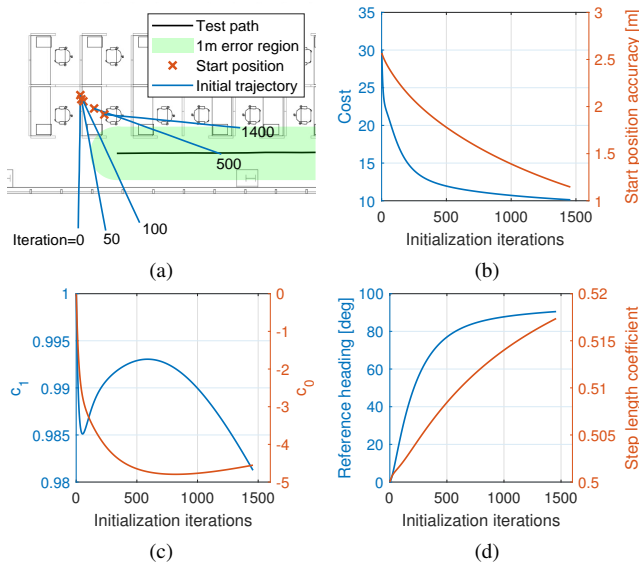 Test path
1m error region
Start position
Initial trajectory
1400
500
100
50
Iteration=0
(a)
35
30
25
20
15
10
Cost
3
2.5
2
1.5
1
Start position accuracy [m]
0
500
1000
1500
Initialization iterations
(b)
1
0.995
0.99
0.985
0.98
c1
0
-1
-2
-3
-4
-5
c0
0
500
1000
1500
Initialization iterations
(c)
100
80
60
40
20
0
Reference heading [deg]
0.52
0.515
0.51
0.505
0.5
Step length coefficient
0
500
1000
1500
Initialization iterations
(d)